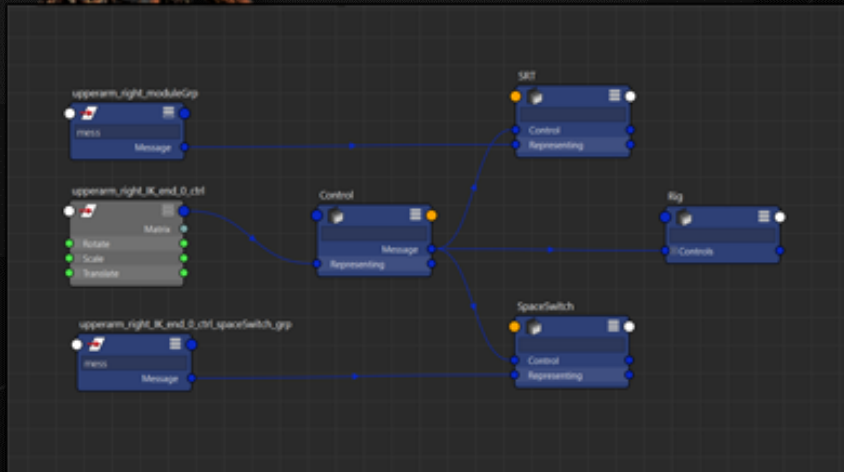 upperarm_right_moduleGrp
mess
Message
upperarm_right_IK_end_0_ctrl
Matrix
Rotate
Scale
Translate
upperarm_right_IK_end_0_ctrl_spaceSwitch_grp
mess
Message
Control
Message
Representing
SRT
Control
Representing
SpaceSwitch
Control
Representing
Rig
Controls